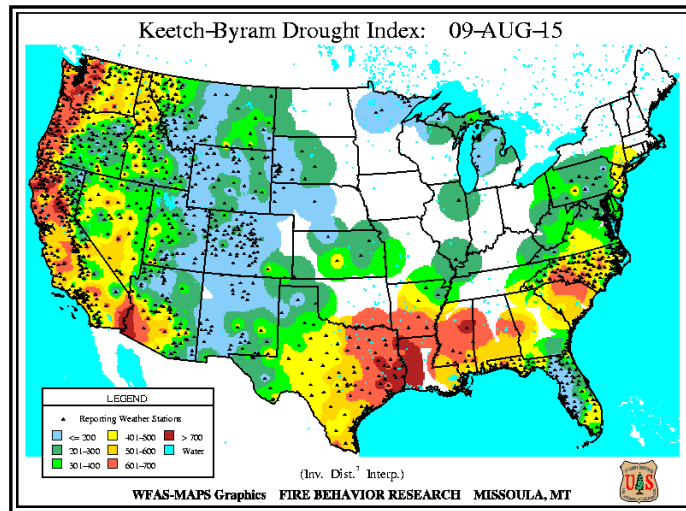 Keetch-Byram Drought Index: 09-AUG-15
LEGEND
Reporting Weather Stations
<= 200 401-500 > 700
201-300 501-600 Water
301-400 601-700
(Inv. Dist.² Interp.)
WFAS-MAPS Graphics FIRE BEHAVIOR RESEARCH MISSOULA, MT
U S